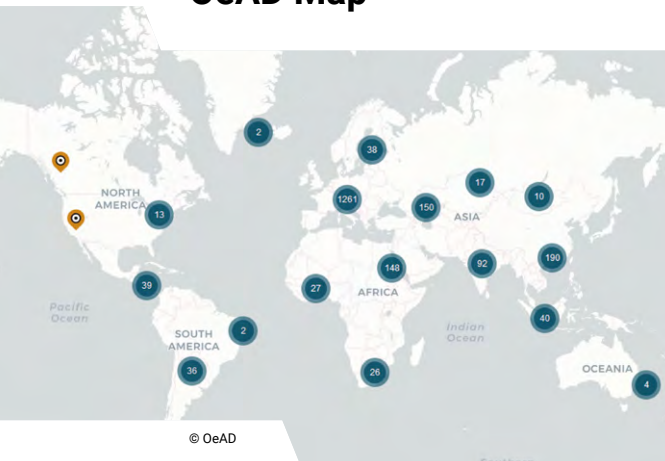 OeAD Map
2
38
17
10
NORTH
AMERICA
13
1261
150
ASIA
190
92
148
27
AFRICA
39
Pacific
Ocean
40
Indian
Ocean
2
SOUTH
AMERICA
36
26
OCEANIA
4
© OeAD